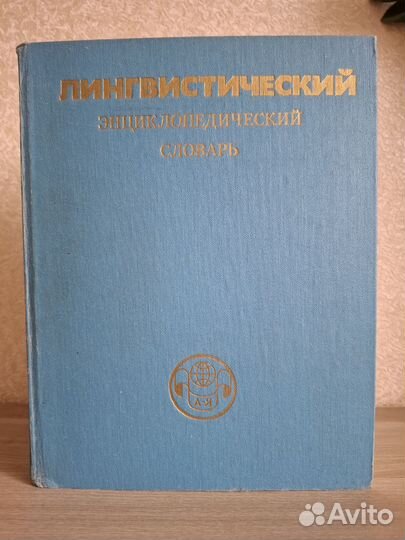 ЛИНГВИСТИЧЕСКИЙ
ЭНЦИКЛОПЕДИЧЕСКИЙ
СЛОВАРЬ
А-Я
Avito